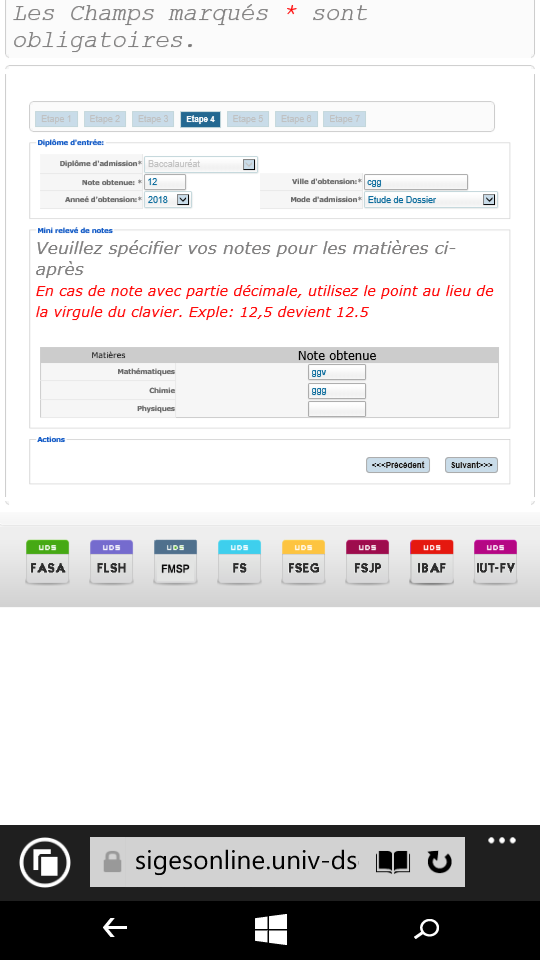 Les Champs marqués * sont
obligatoires.
Etape 1 Etape 2 Etape 3 Etape 4 Etape 5 Etape 6 Etape 7
Diplôme d'entrée:
Diplôme d'admission* Baccalauréat
Note obtenue: * 12 Ville d'obtention:* cgg
Anneé d'obtension:* 2018 Mode d'admission* Etude de Dossier
Mini relevé de notes
Veuillez spécifier vos notes pour les matières ci-
après
En cas de note avec partie décimale, utilisez le point au lieu de
la virgule du clavier. Exple: 12,5 devient 12.5
Matières Note obtenue
Mathématiques ggv
Chimie ggg
Physiques
Actions
<<<Précédent Suivant>>>
UDS UDS UDS UDS UDS UDS UDS UDS
FASA FLSH FMSP FS FSEG FSJP IBAF IUT-FV
sigesonline.univ-ds